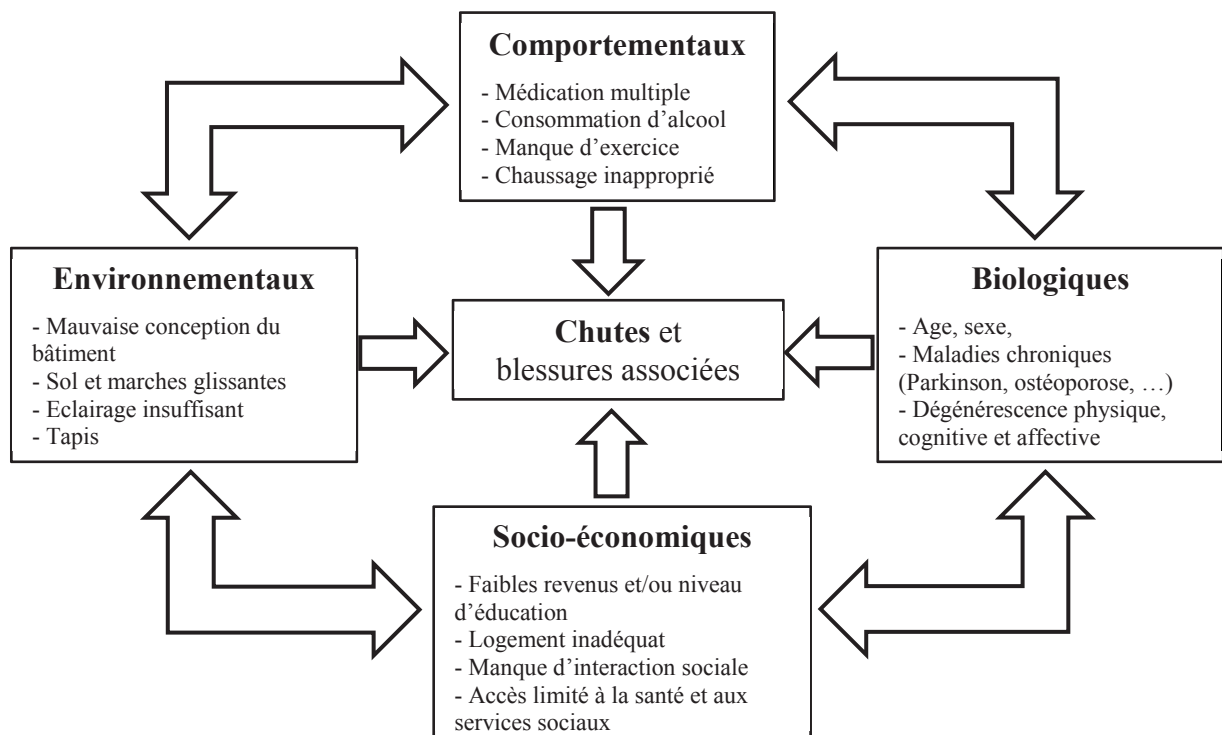 Comportementaux
- Médication multiple
- Consommation d’alcool
- Manque d’exercice
- Chaussage inapproprié
Environnementaux
- Mauvaise conception du
bâtiment
- Sol et marches glissantes
- Eclairage insuffisant
- Tapis
Chutes et
blessures associées
Biologiques
- Age, sexe,
- Maladies chroniques
(Parkinson, ostéoporose, …)
- Dégénérescence physique,
cognitive et affective
Socio-économiques
- Faibles revenus et/ou niveau
d’éducation
- Logement inadéquat
- Manque d’interaction sociale
- Accès limité à la santé et aux
services sociaux